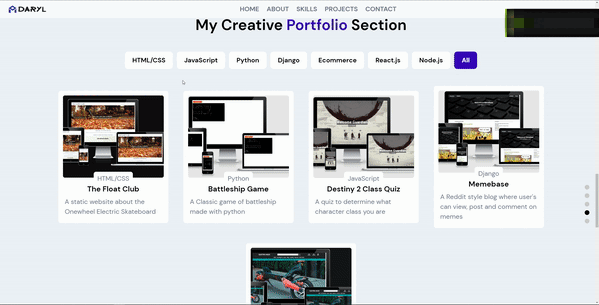 DARYL
HOME ABOUT SKILLS PROJECTS CONTACT
My Creative Portfolio Section
HTML/CSS JavaScript Python Django Ecommerce React.js Node.js All
HTML/CSS
The Float Club
A static website about the
Onewheel Electric Skateboard
Python
Battleship Game
A Classic game of battleship
made with python
JavaScript
Destiny 2 Class Quiz
A quiz to determine what
character class you are
Django
Memebase
A Reddit style blog where user's
can view, post and comment on
memes